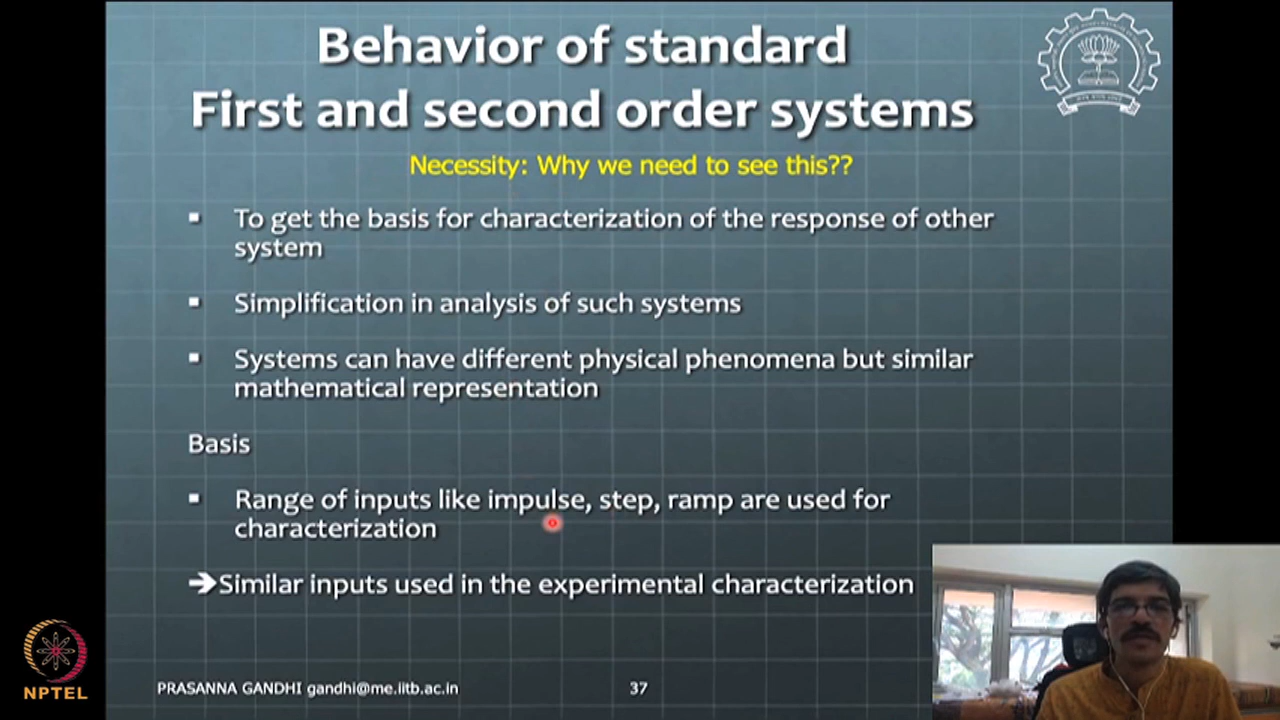 Behavior of standard
First and second order systems
Necessity: Why we need to see this??
▪ To get the basis for characterization of the response of other
system
▪ Simplification in analysis of such systems
▪ Systems can have different physical phenomena but similar
mathematical representation
Basis
▪ Range of inputs like impulse, step, ramp are used for
characterization
➔Similar inputs used in the experimental characterization
NPTEL
PRASANNA GANDHI gandhi@me.iitb.ac.in 37